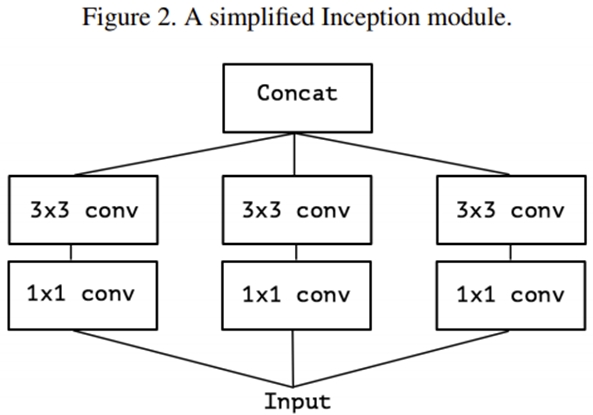 Figure 2. A simplified Inception module.
Concat
3x3 conv
3x3 conv
3x3 conv
1x1 conv
1x1 conv
1x1 conv
Input